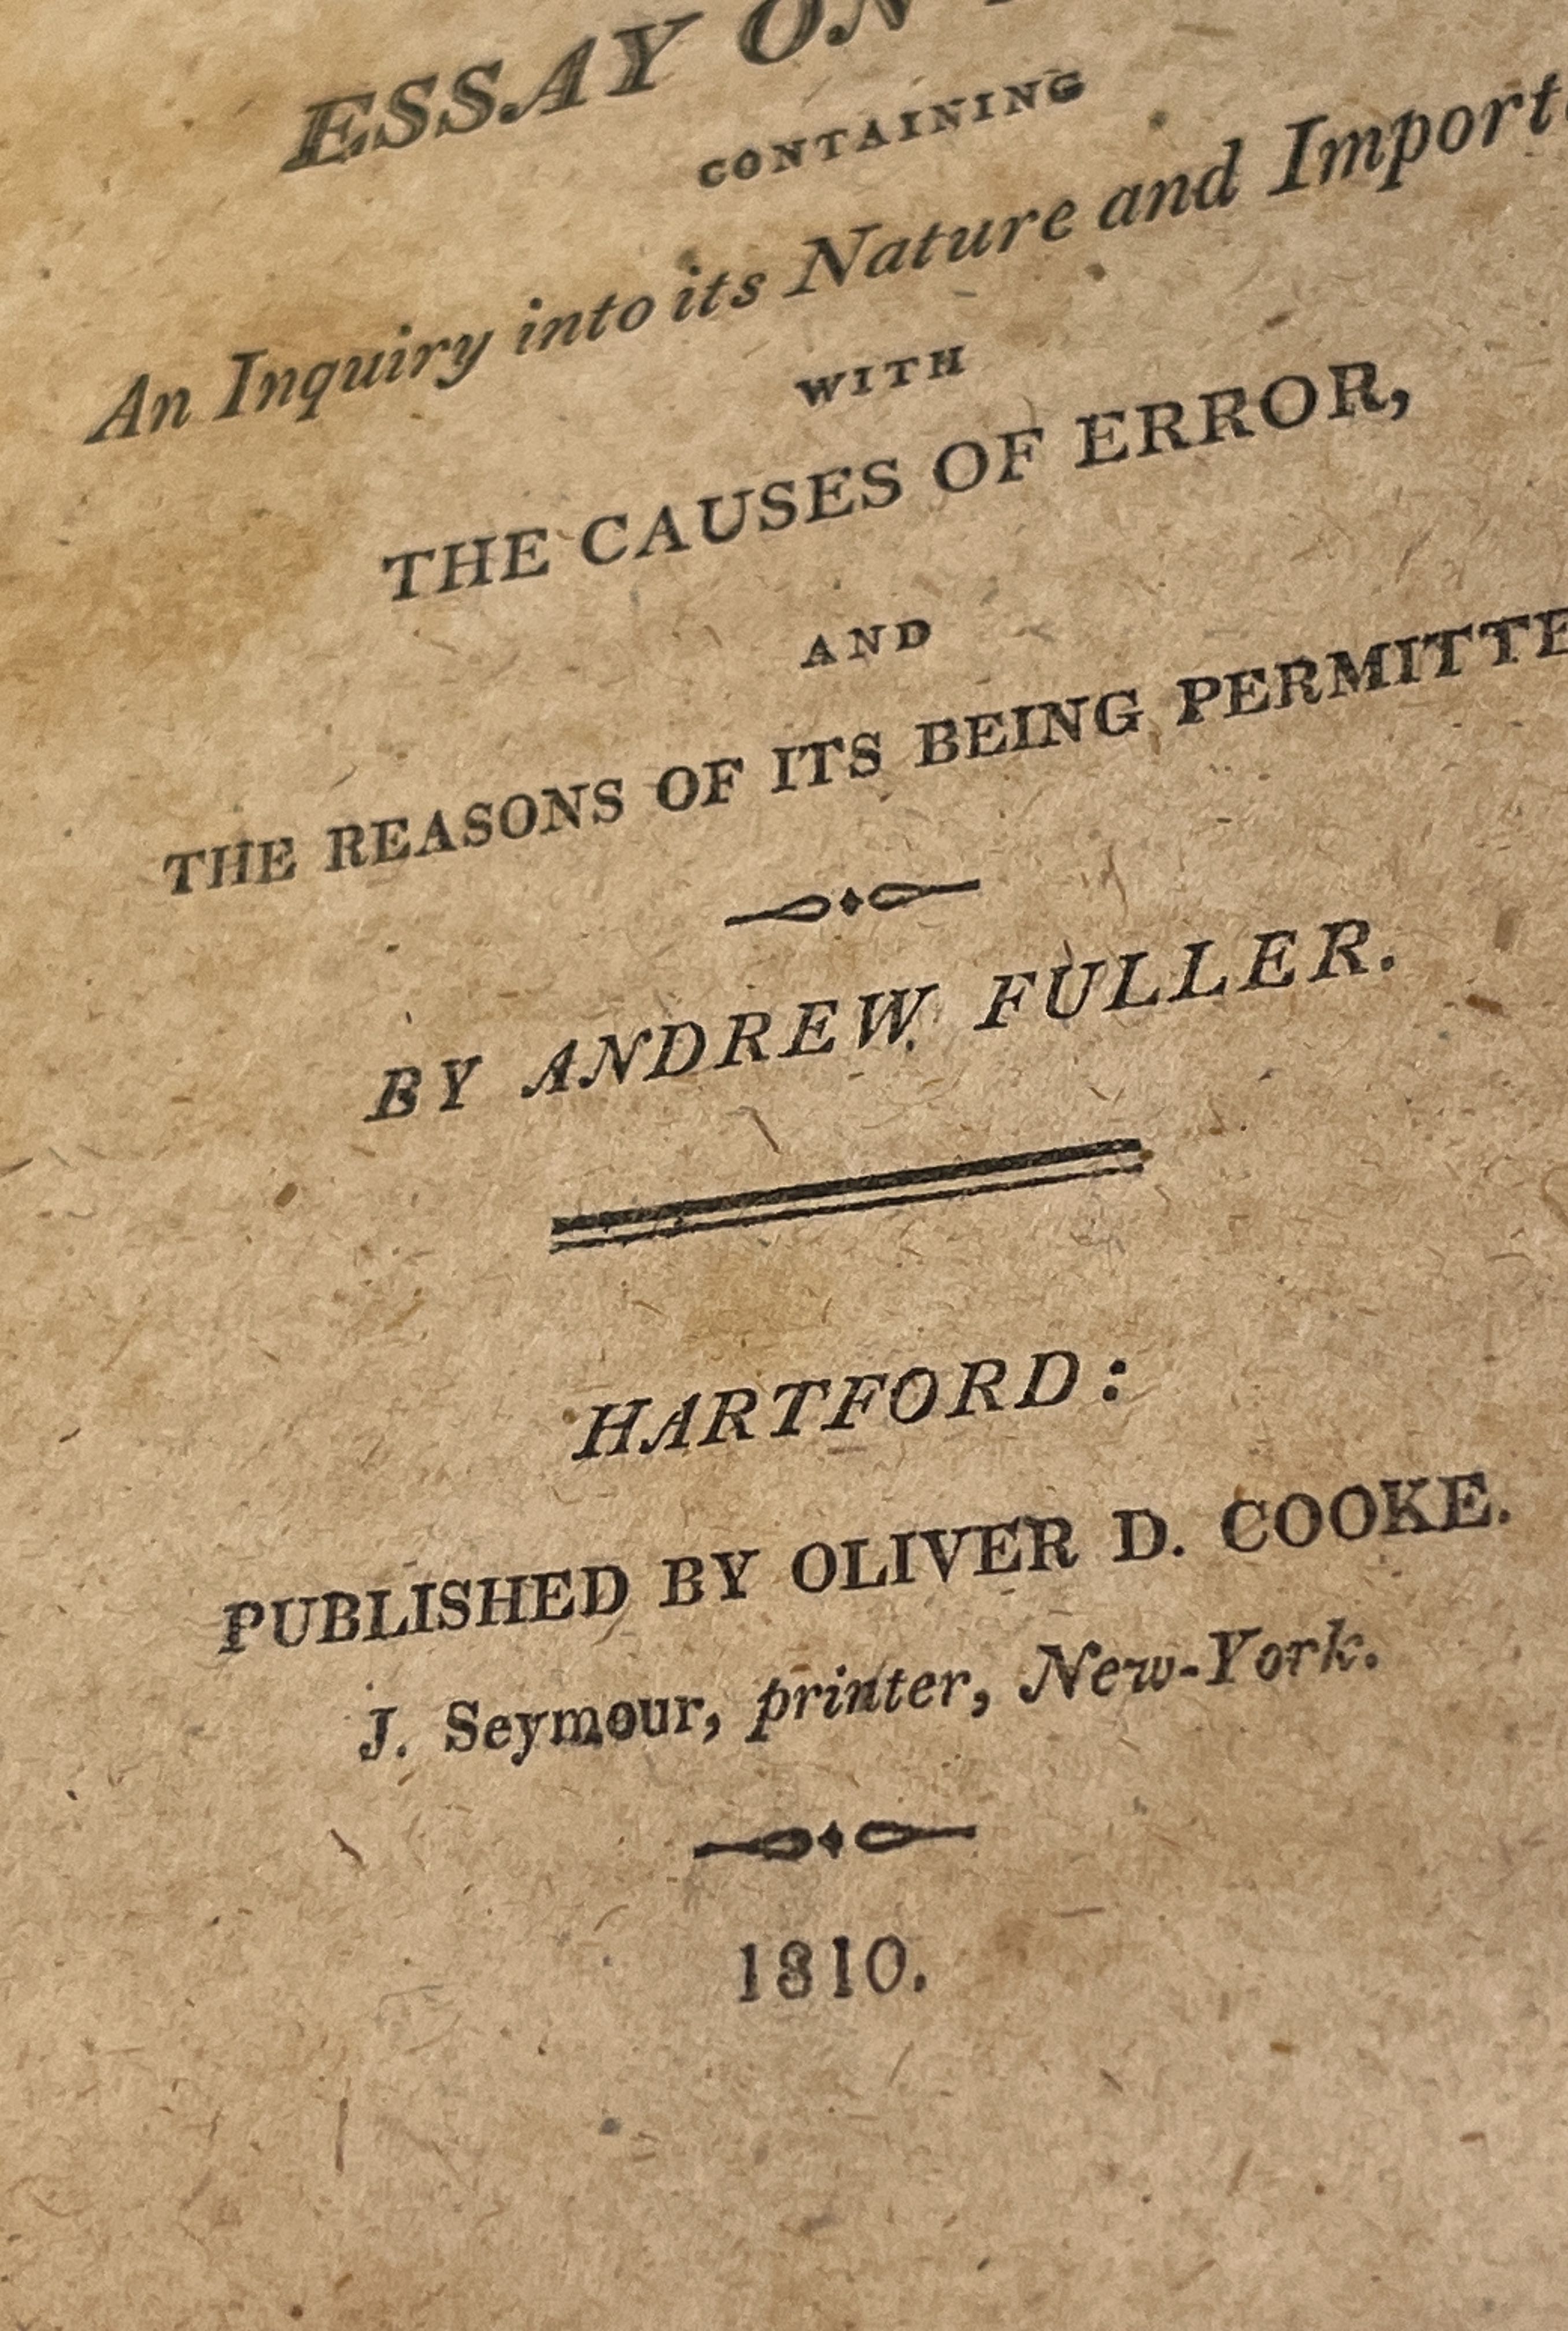 ESSAY ON
CONTAINING
An Inquiry into its Nature and Import
WITH
THE CAUSES OF ERROR,
AND
THE REASONS OF ITS BEING PERMITTE
BY ANDREW FULLER.
HARTFORD:
PUBLISHED BY OLIVER D. COOKE.
J. Seymour, printer, New-York.
1810.